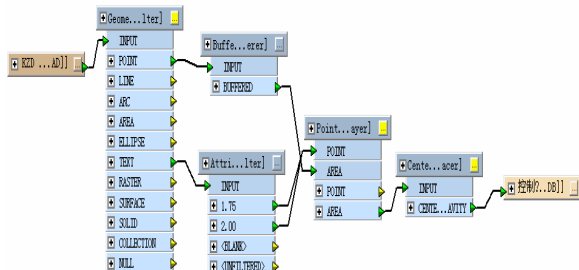 RZD ...AD]]
Geome...lter]
INPUT
POINT
LINE
ARC
AREA
ELLIPSE
TEXT
RASTER
SURFACE
SOLID
COLLECTION
NULL
Buffe...erer]
INPUT
BUFFERED
Attri...lter]
INPUT
1.75
2.00
<BLANK>
<UNFILTERED>
Point...ayer]
POINT
AREA
POINT
AREA
Cente...acer]
INPUT
CENTE...AVITY
控制?..DB]]